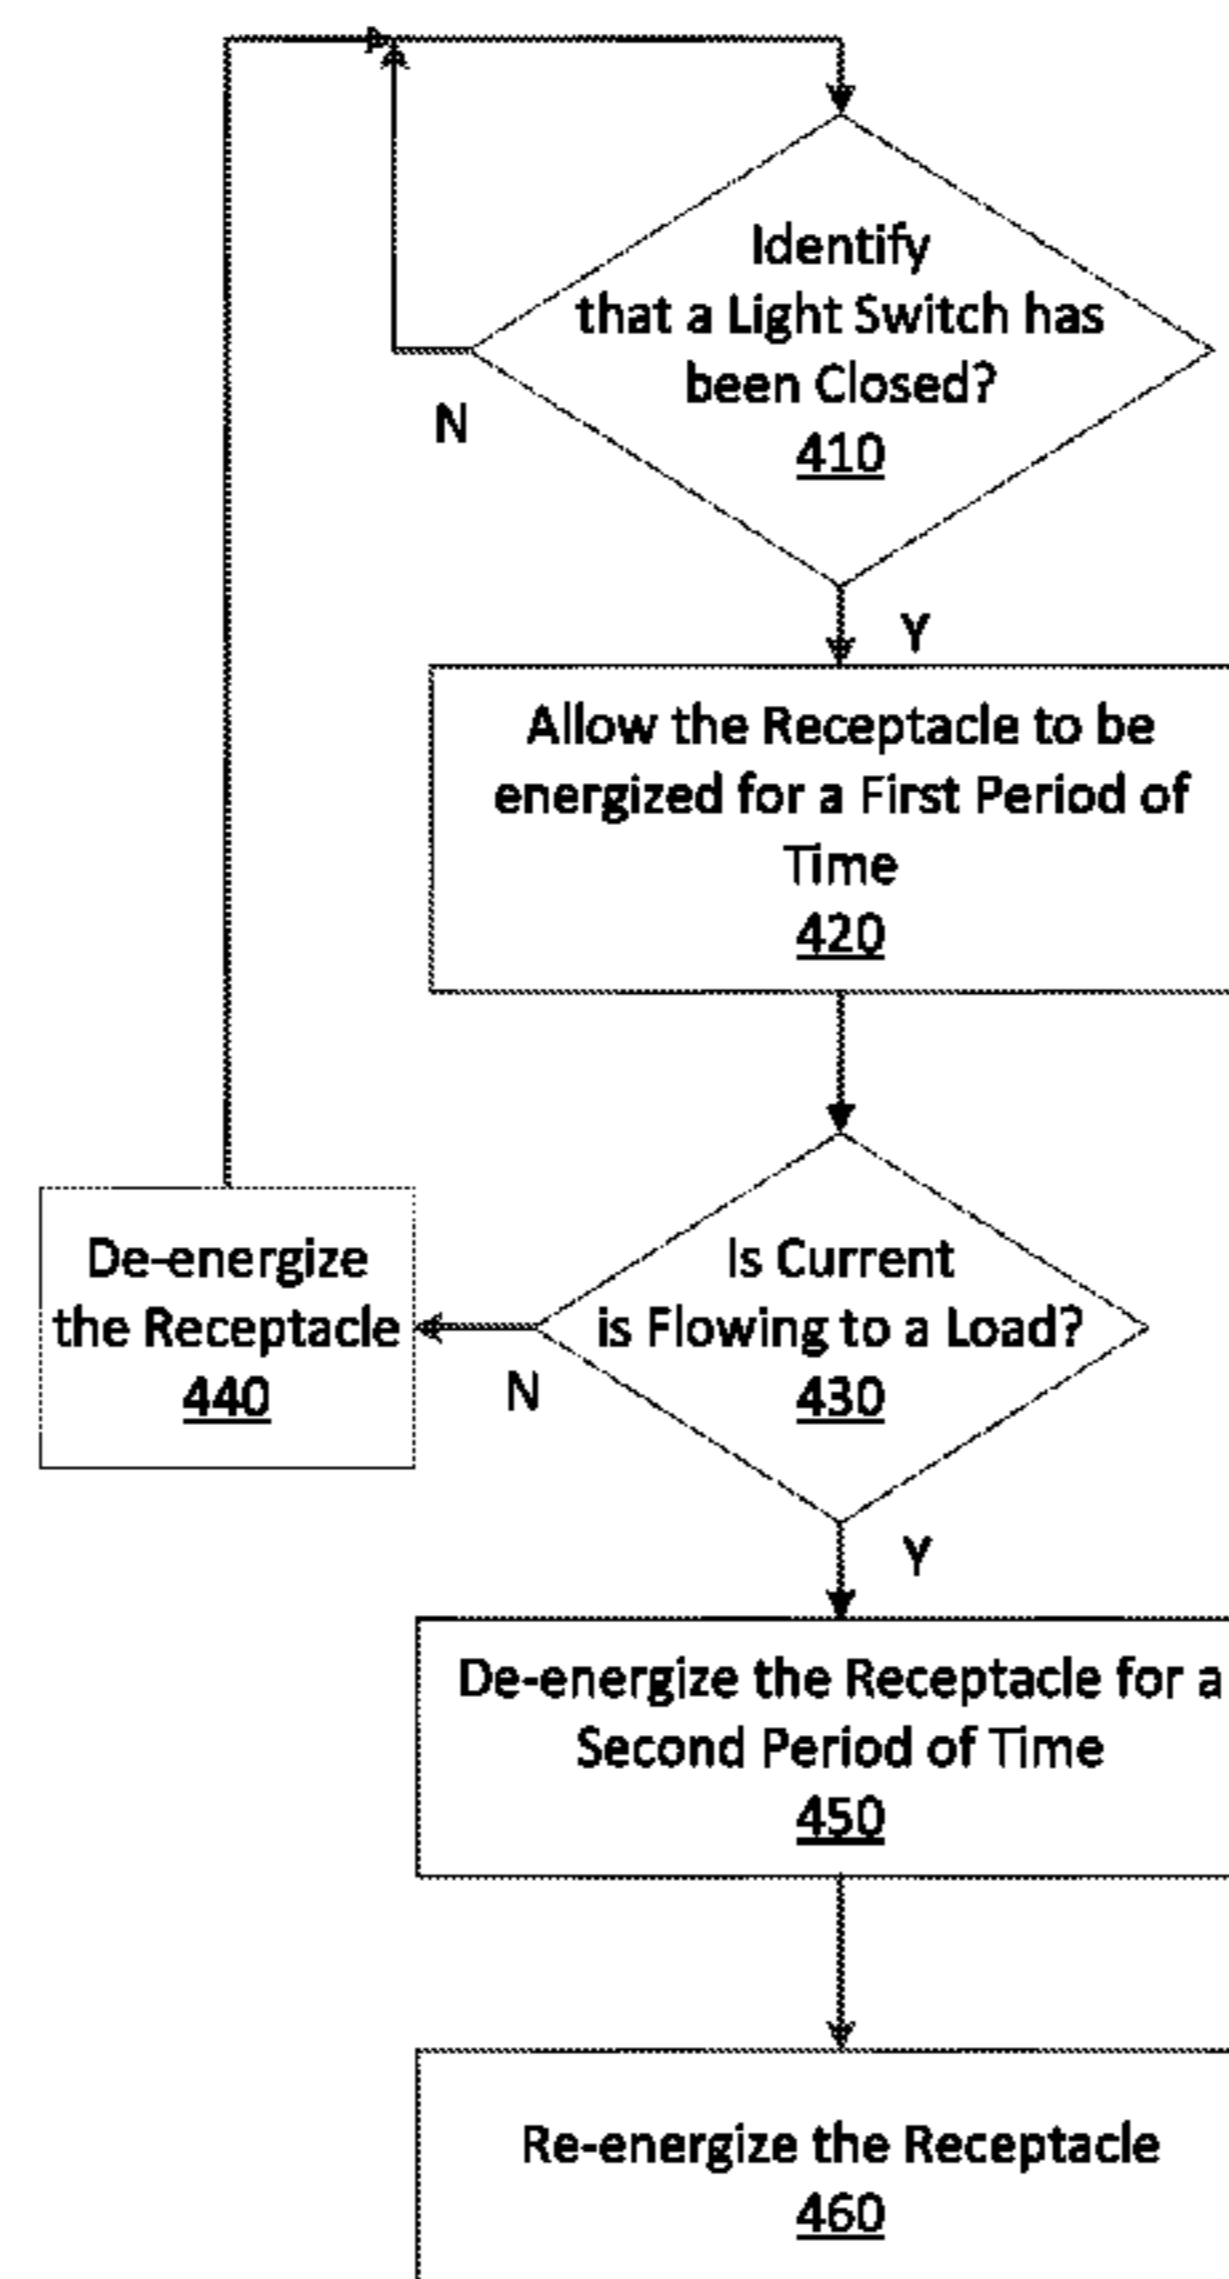 Identify
that a Light Switch has
been Closed?
410
N
Y
Allow the Receptacle to be
energized for a First Period of
Time
420
De-energize
the Receptacle
440
N
Is Current
is Flowing to a Load?
430
Y
De-energize the Receptacle for a
Second Period of Time
450
Re-energize the Receptacle
460